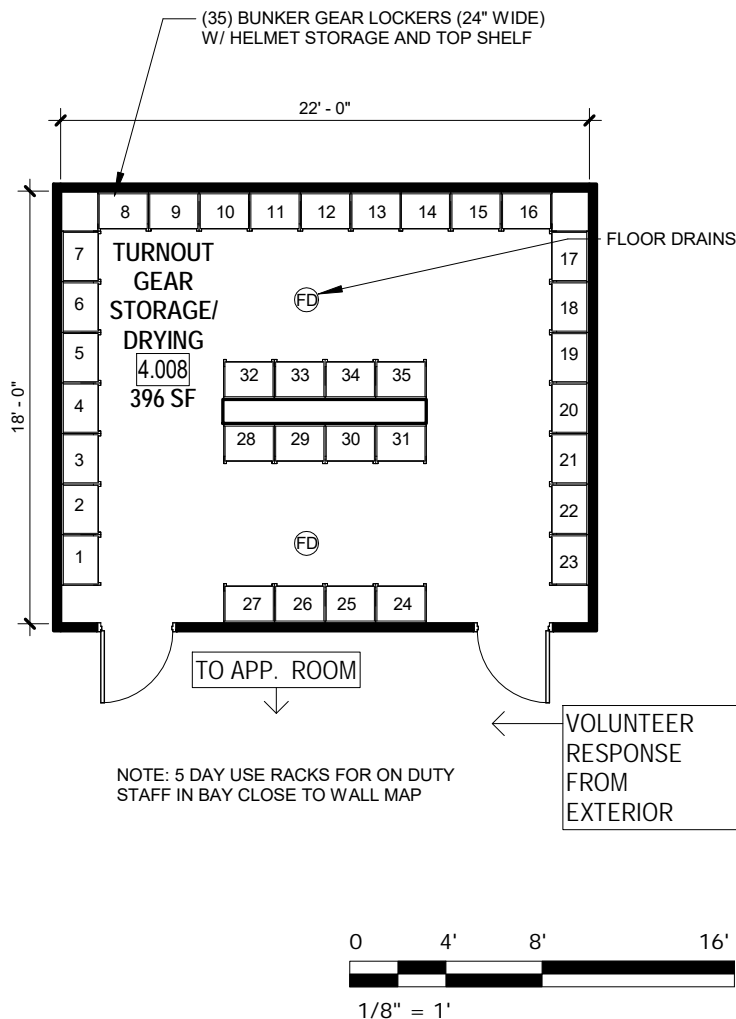 (35) BUNKER GEAR LOCKERS (24" WIDE)
W/ HELMET STORAGE AND TOP SHELF
22' - 0"
8 9 10 11 12 13 14 15 16
FLOOR DRAINS
7
6
5
4
3
2
1
TURNOUT
GEAR
STORAGE/
DRYING
4.008
396 SF
18' - 0"
FD
17
18
19
20
21
22
23
32 33 34 35
28 29 30 31
FD
27 26 25 24
TO APP. ROOM
VOLUNTEER
RESPONSE
FROM
EXTERIOR
NOTE: 5 DAY USE RACKS FOR ON DUTY
STAFF IN BAY CLOSE TO WALL MAP
0 4' 8' 16'
1/8" = 1'